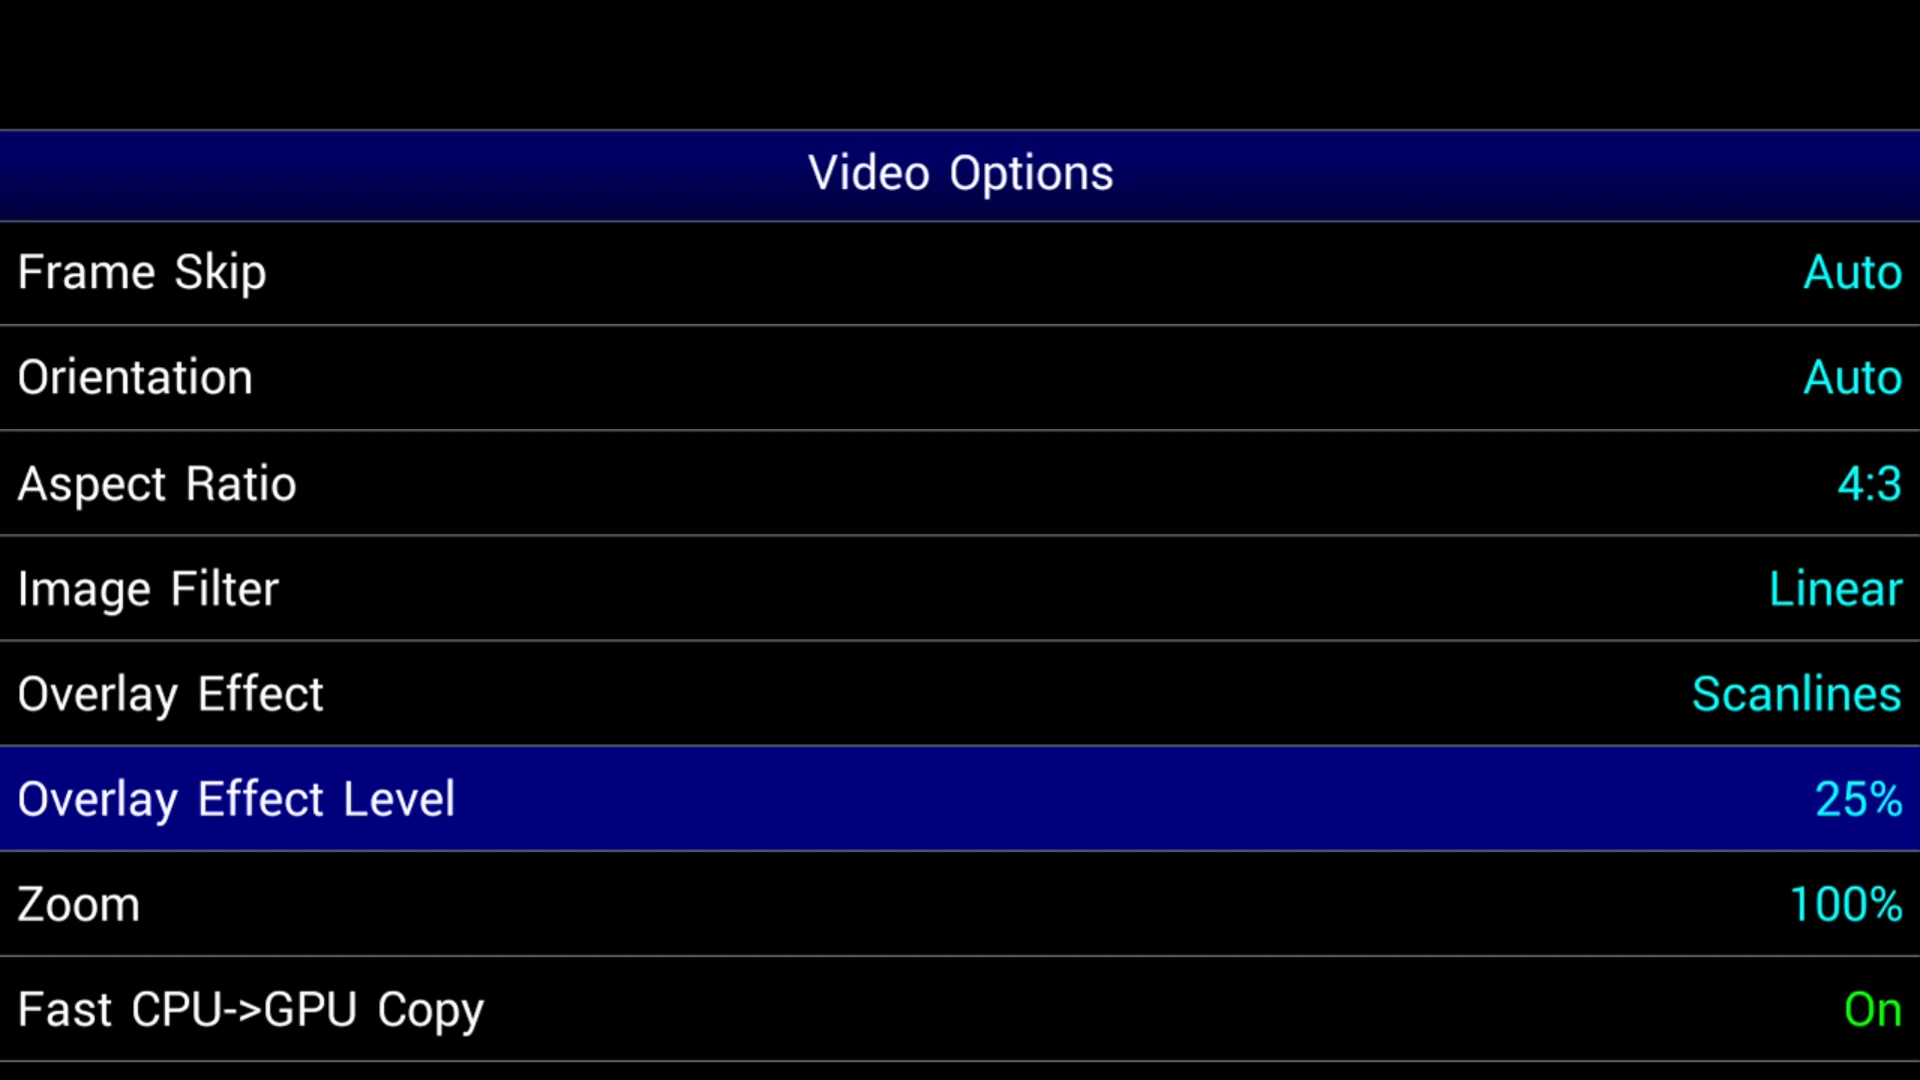 Video Options
Frame Skip Auto
Orientation Auto
Aspect Ratio 4:3
Image Filter Linear
Overlay Effect Scanlines
Overlay Effect Level 25%
Zoom 100%
Fast CPU->GPU Copy On